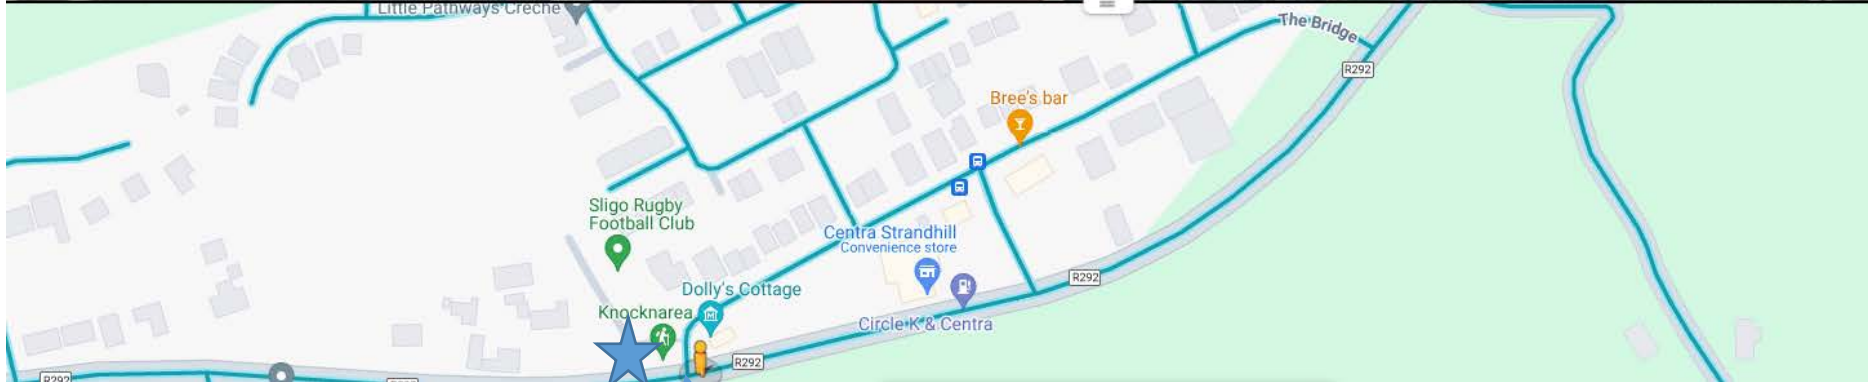 Little Pathways Creche
The Bridge
R292
Bree's bar
Sligo Rugby
Football Club
Centra Strandhill
Convenience store
R292
Dolly's Cottage
Knocknarea
Circle K & Centra
R292
R292